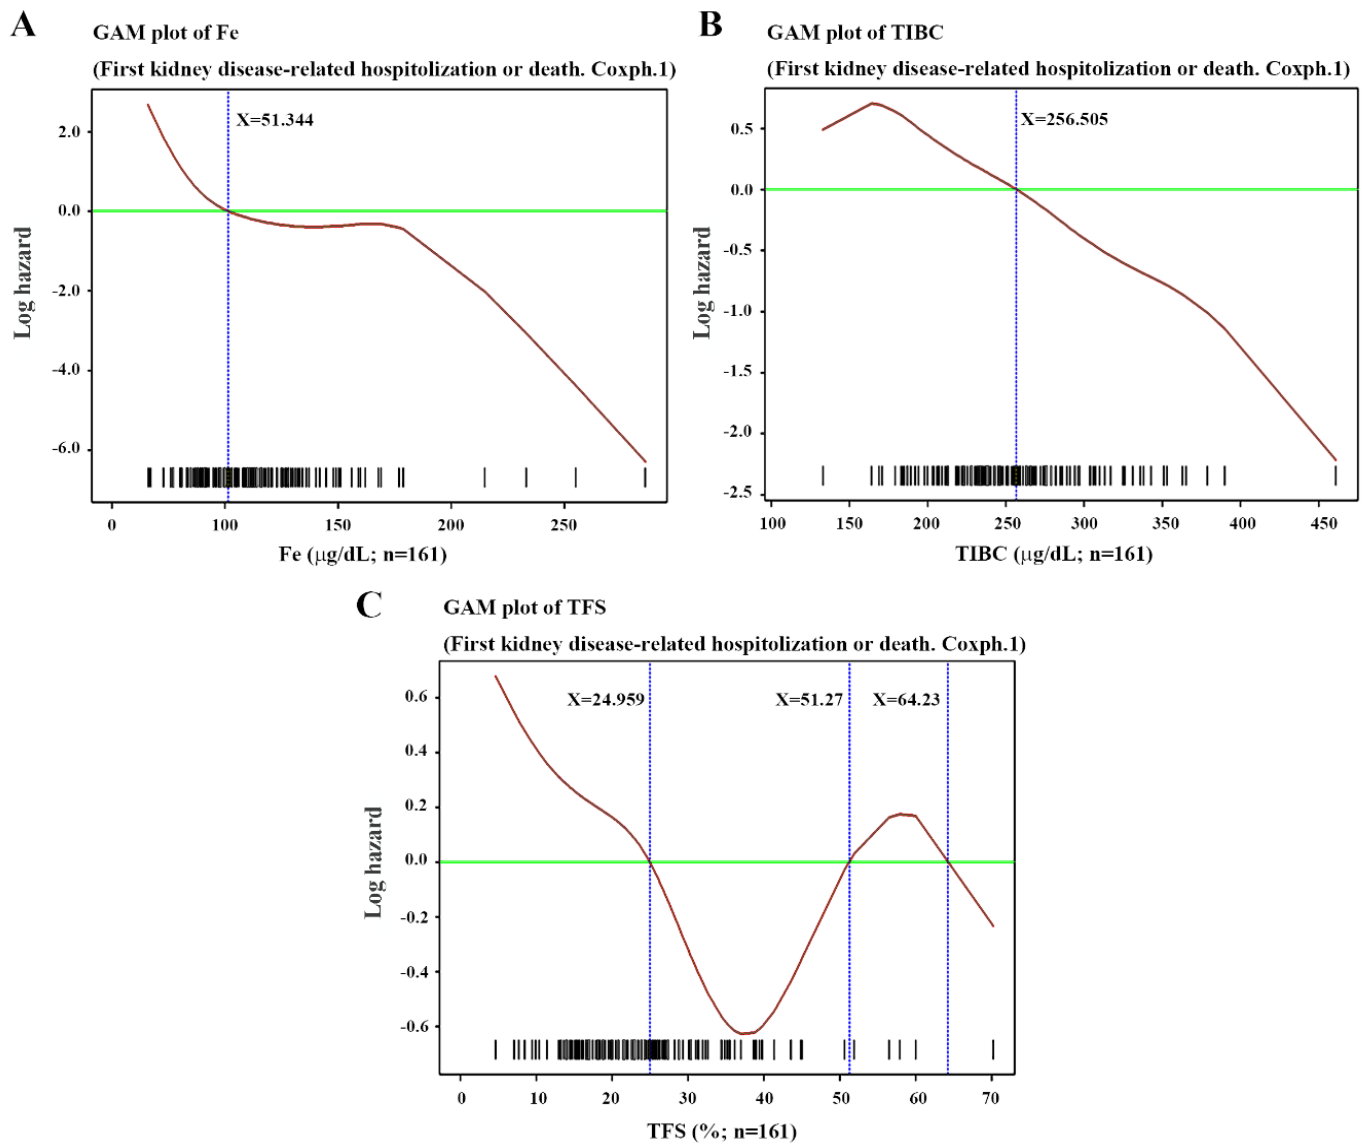 A
GAM plot of Fe
(First kidney disease-related hospitolization or death. Coxph.1)
X=51.344
2.0
0.0
-2.0
-4.0
-6.0
Log hazard
0 100 150 200 250
Fe (μg/dL; n=161)
B
GAM plot of TIBC
(First kidney disease-related hospitolization or death. Coxph.1)
X=256.505
0.5
0.0
-0.5
-1.0
-1.5
-2.0
-2.5
Log hazard
100 150 200 250 300 350 400 450
TIBC (μg/dL; n=161)
C
GAM plot of TFS
(First kidney disease-related hospitolization or death. Coxph.1)
X=24.959 X=51.27 X=64.23
0.6
0.4
0.2
0.0
-0.2
-0.4
-0.6
Log hazard
0 10 20 30 40 50 60 70
TFS (%; n=161)